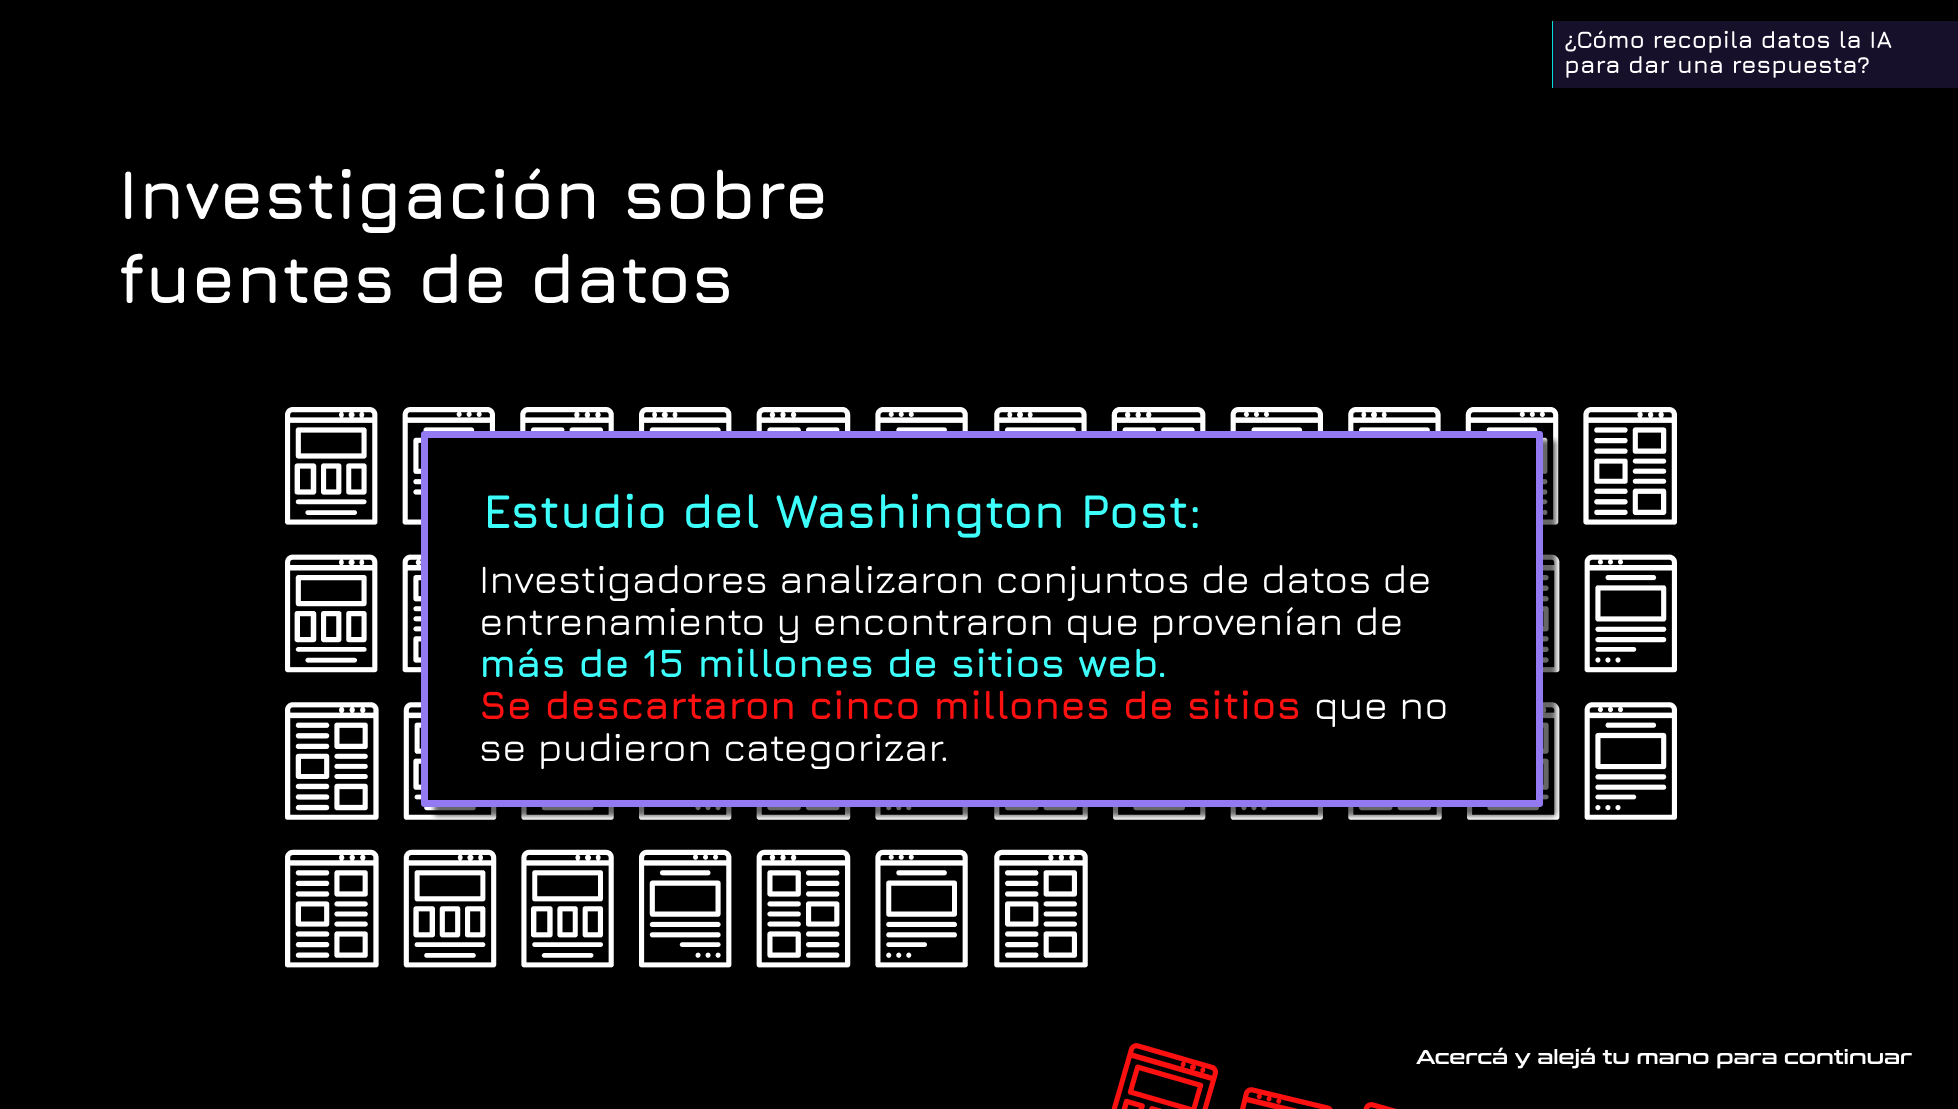 ¿Cómo recopila datos la IA
para dar una respuesta?
Investigación sobre
fuentes de datos
Estudio del Washington Post:
Investigadores analizaron conjuntos de datos de
entrenamiento y encontraron que provenían de
más de 15 millones de sitios web.
Se descartaron cinco millones de sitios que no
se pudieron categorizar.
Acercá y alejá tu mano para continuar